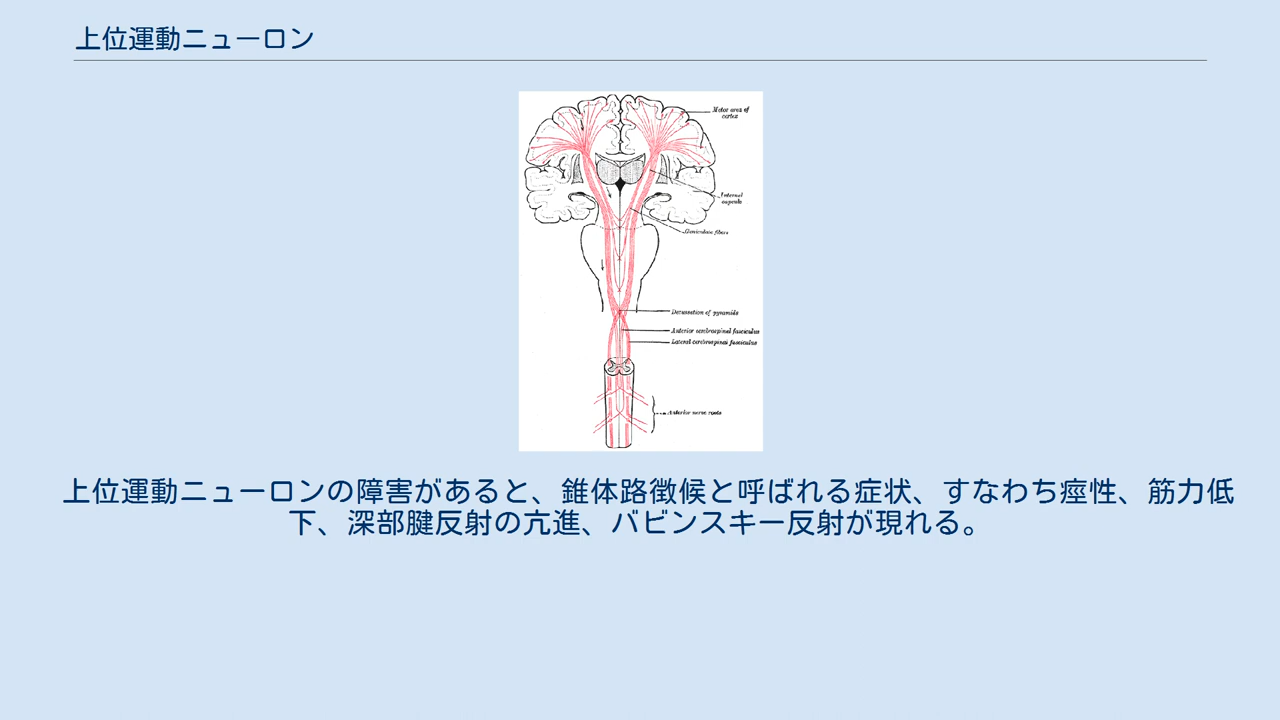 上位運動ニューロン
Motor area of
cortex
Internal
capsule
Geniculate fibers
Decussation of pyramids
Anterior cerebrospinal fasciculus
Lateral cerebrospinal fasciculus
Anterior nerve roots
上位運動ニューロンの障害があると、錐体路徴候と呼ばれる症状、すなわち痙性、筋力低
下、深部腱反射の亢進、バビンスキー反射が現れる。